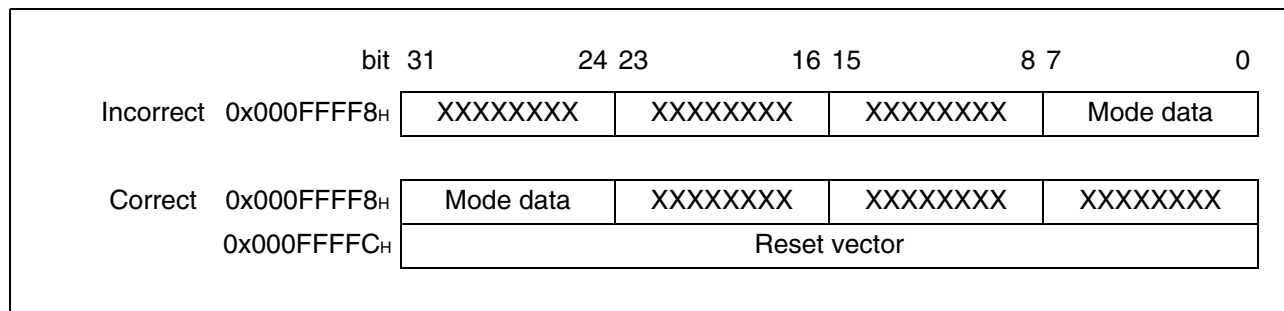 bit 31 24 23 16 15 8 7 0
Incorrect 0x000FFFF8H XXXXXXXX XXXXXXXX XXXXXXXX Mode data
Correct 0x000FFFF8H Mode data XXXXXXXX XXXXXXXX XXXXXXXX
0x000FFFFCH Reset vector